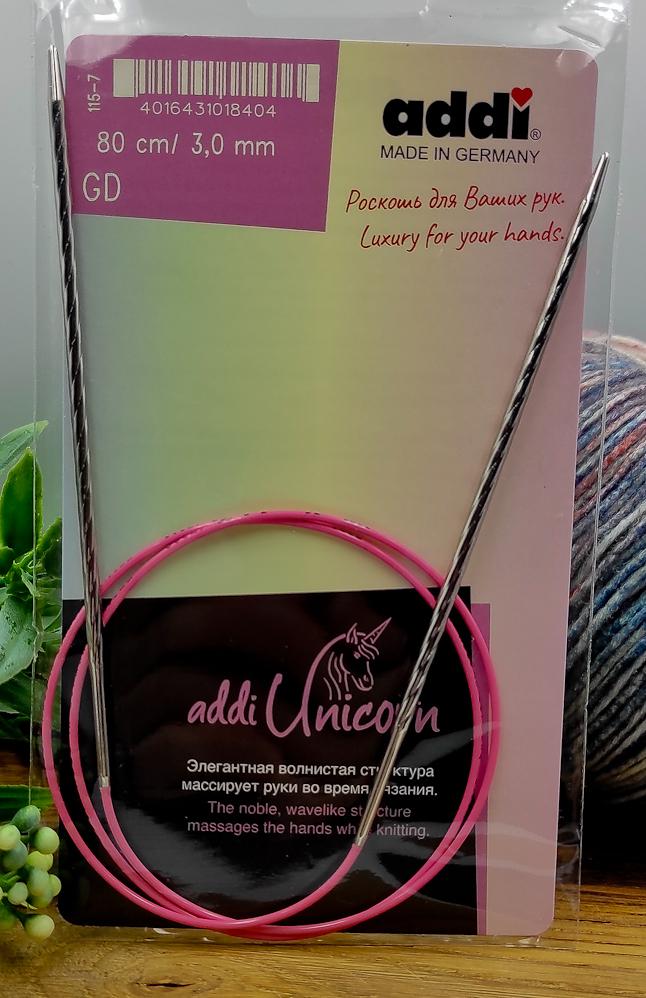 115-7
4016431018404
80 cm/ 3,0 mm
GD
addi®
MADE IN GERMANY
Роскошь для Ваших рук.
Luxury for your hands.
addi Unicorn
Элегантная волнистая структура
массирует руки во время вязания.
The noble, wavelike structure
massages the hands while knitting.